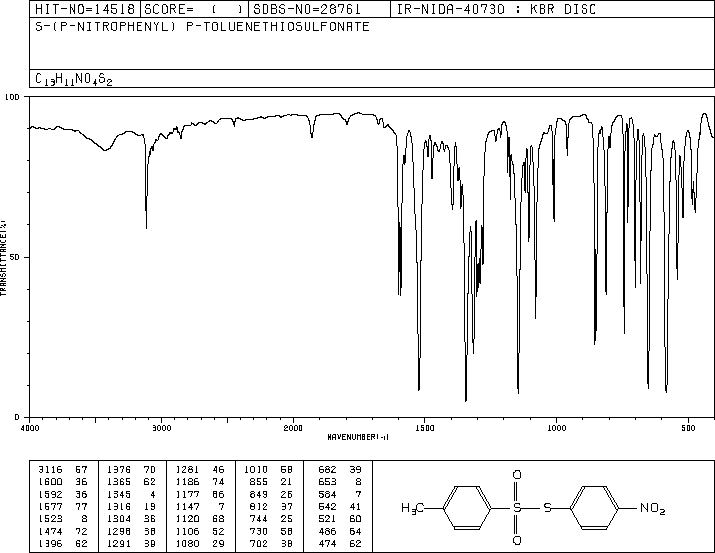 HIT-NO=14518 SCORE= ( ) SDBS-NO=28761 IR-NIDA-40730 : KBR DISC
S-(P-NITROPHENYL) P-TOLUENETHIOSULFONATE
C13H11NO4S2
100
50
0
TRANSMITTANCE(%)
4000 3000 2000 1500 1000 500
WAVENUMBER(-1)
3116 57 1376 70 1281 46 1010 58 682 39
1600 36 1365 62 1186 74 855 21 653 8
1592 36 1345 4 1177 86 849 26 584 7
1577 77 1316 19 1147 7 812 37 542 41
1523 8 1304 36 1120 68 744 25 521 60
1474 72 1298 38 1106 52 730 58 486 64
1396 62 1291 39 1080 29 702 38 474 62
O
H3C S S NO2
O